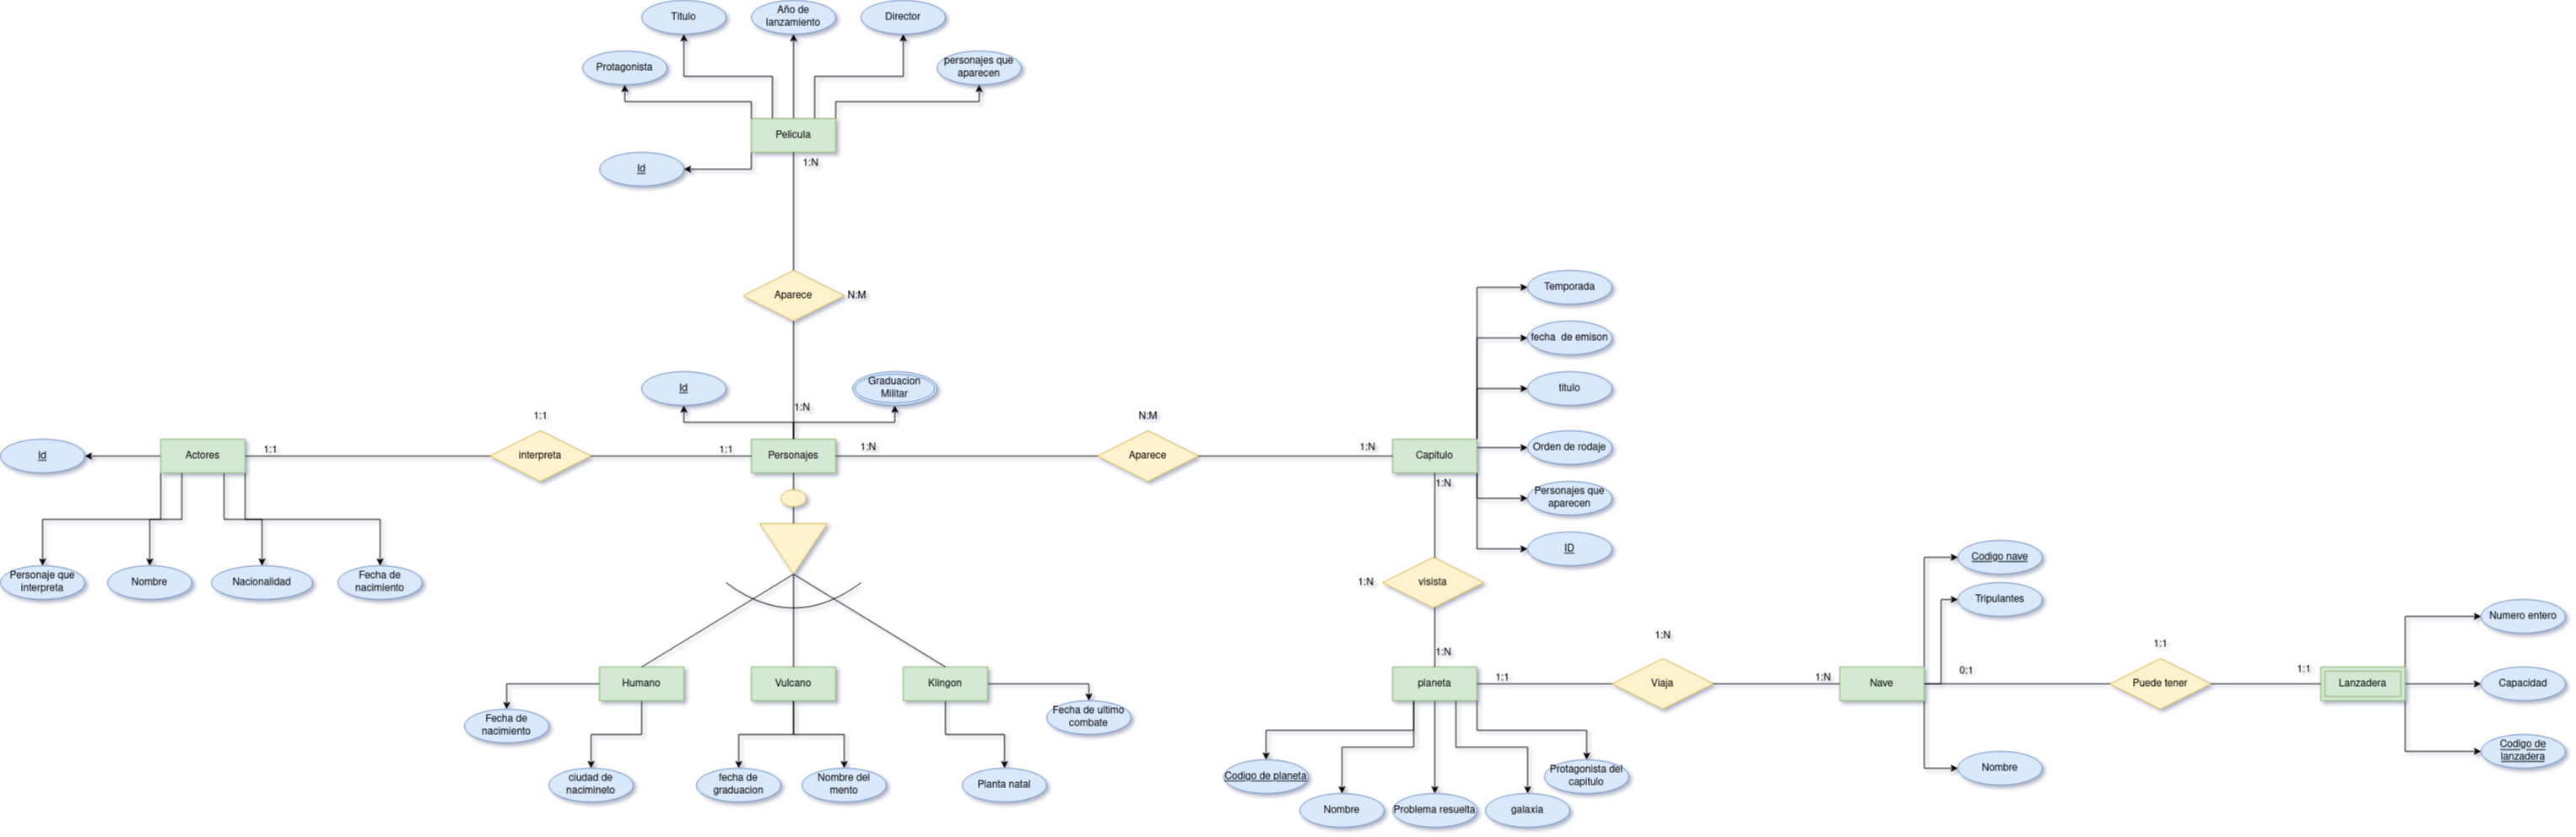 Titulo
Año de
lanzamiento
Director
Protagonista
personajes que
aparecen
Pelicula
1:N
Id
Aparece
N:M
Id
Graduacion
Militar
1:N
Id
Actores
1:1
1:1
interpreta
1:1
Personajes
1:N
N:M
Aparece
1:N
Capitulo
1:N
Temporada
fecha de emison
titulo
Orden de rodaje
Personajes que
aparecen
ID
Personaje que
interpreta
Nombre
Nacionalidad
Fecha de
nacimiento
1:N
visista
1:N
Humano
Vulcano
Klingon
Fecha de
nacimiento
ciudad de
nacimineto
fecha de
graduacion
Nombre del
mento
Planta natal
Fecha de ultimo
combate
planeta
1:1
1:N
Viaja
1:N
Nave
0:1
1:1
Puede tener
1:1
Lanzadera
Codigo nave
Tripulantes
Nombre
Numero entero
Capacidad
Codigo de
lanzadera
Codigo de planeta
Nombre
Problema resuelta
galaxia
Protagonista del
capitulo